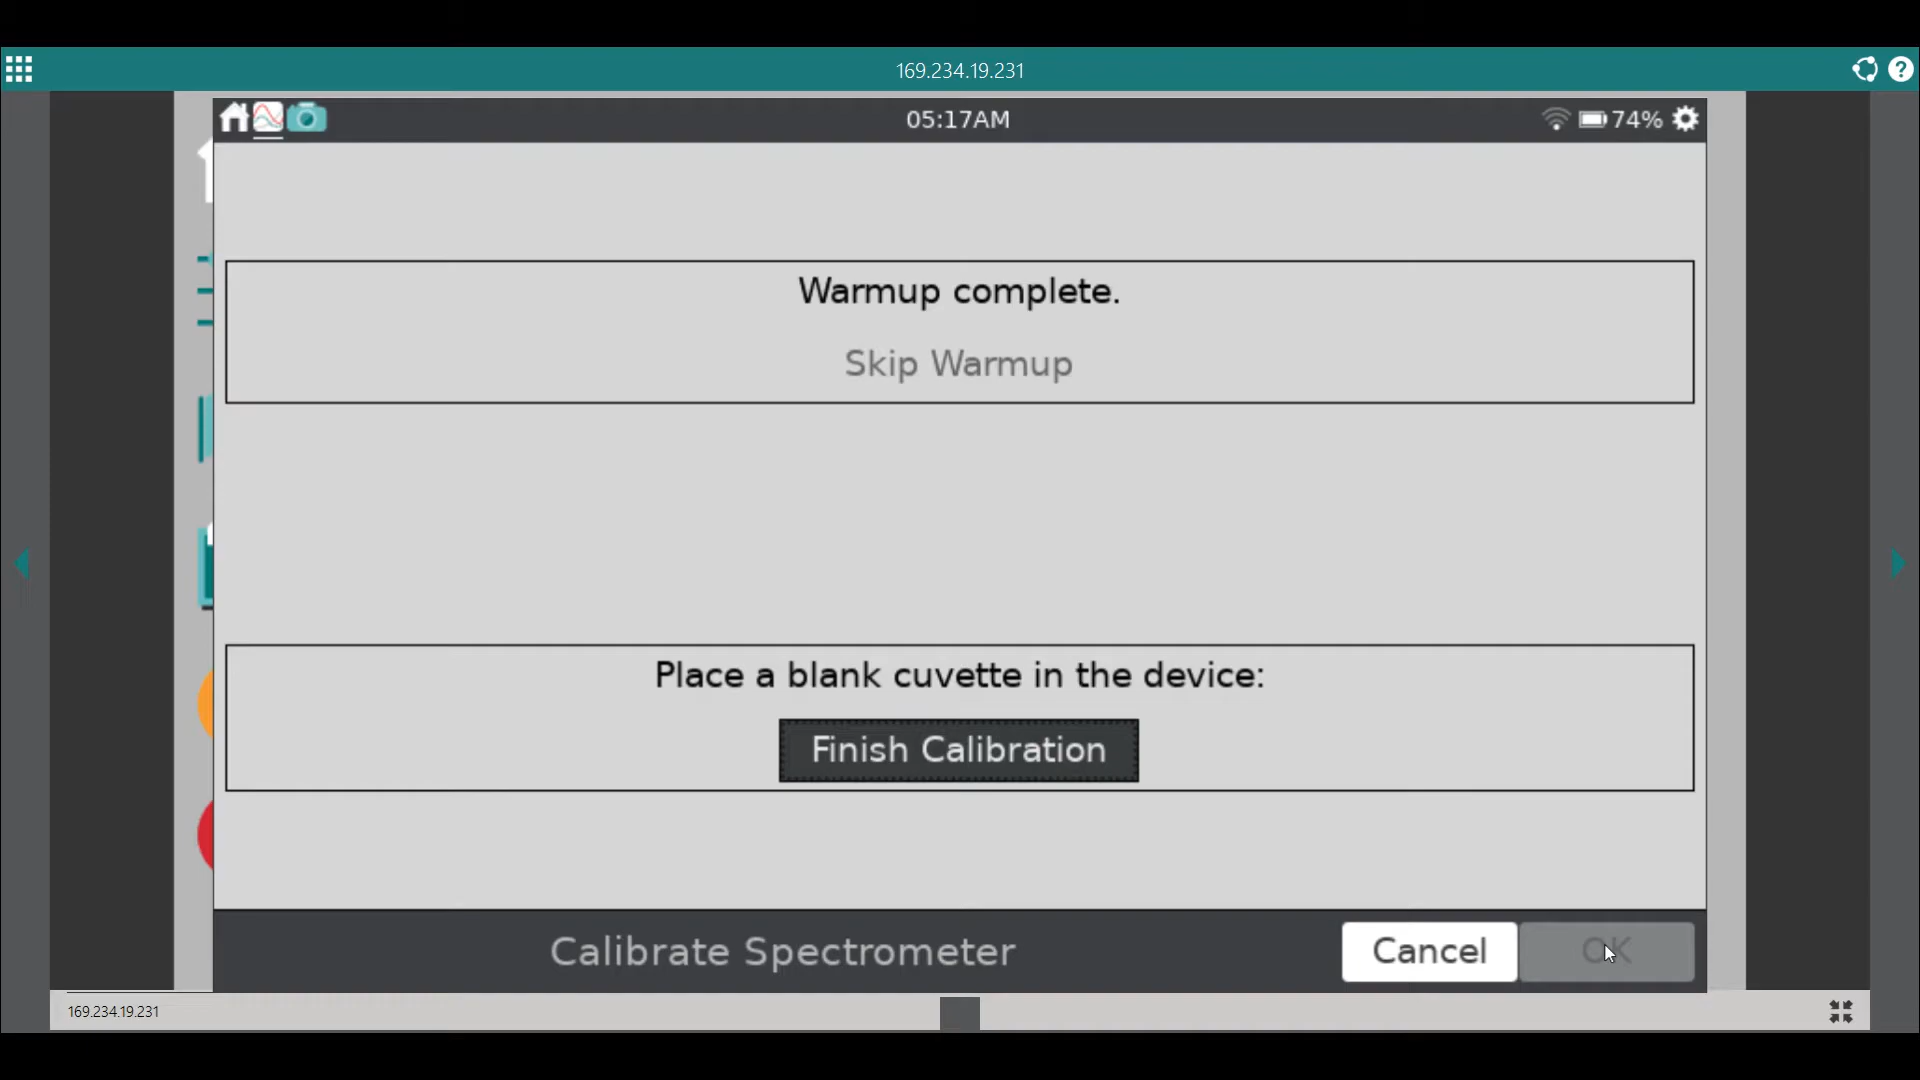 169.234.19.231
05:17AM
74%
Warmup complete.
Skip Warmup
Place a blank cuvette in the device:
Finish Calibration
Calibrate Spectrometer
Cancel
OK
169.234.19.231